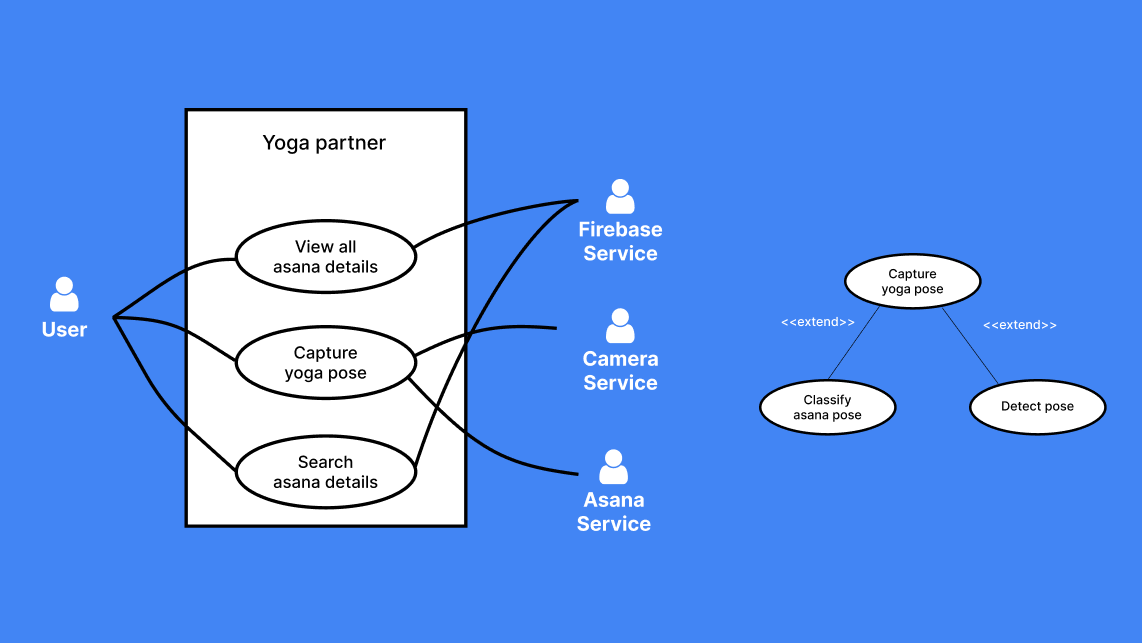 Yoga partner
View all
asana details
Capture
yoga pose
Search
asana details
User
Firebase
Service
Camera
Service
Asana
Service
Capture
yoga pose
<<extend>>
<<extend>>
Classify
asana pose
Detect pose